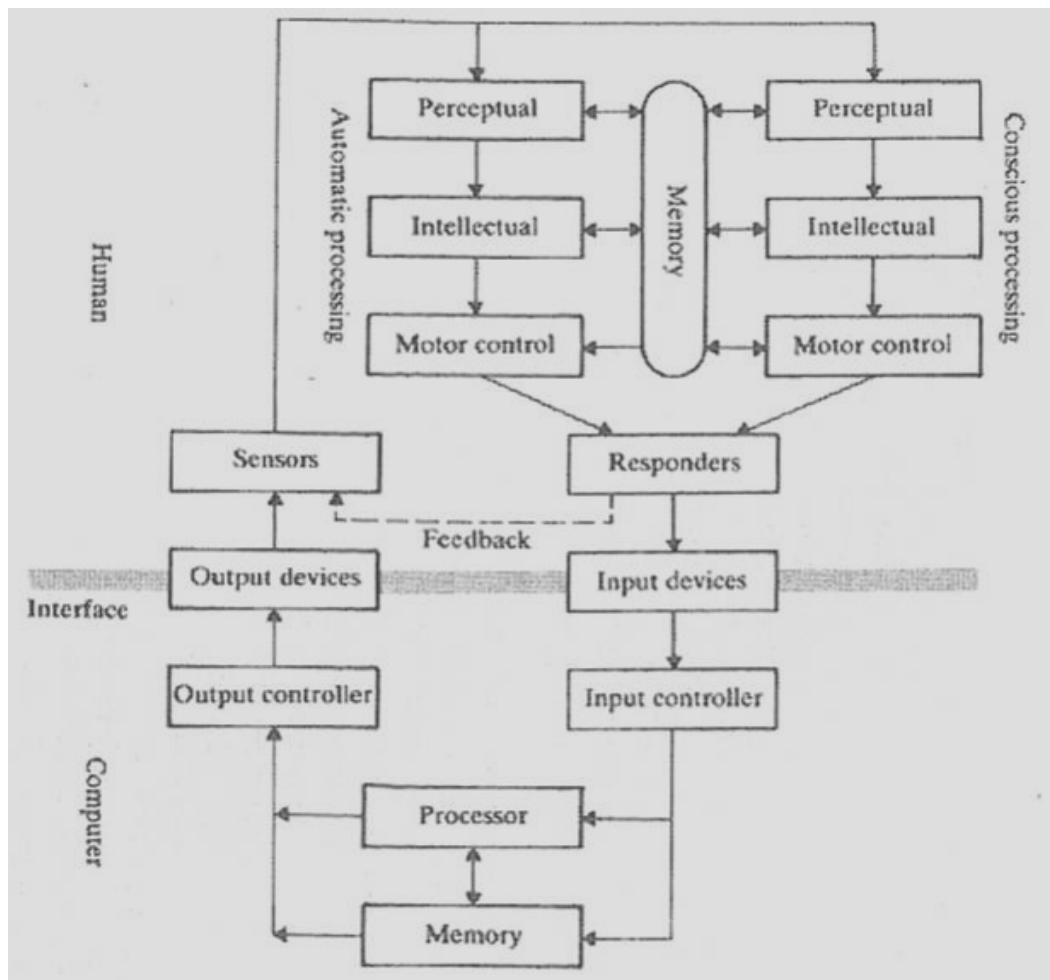 Perceptual
Perceptual
Automatic processing
Memory
Conscious processing
Intellectual
Intellectual
Human
Motor control
Motor control
Sensors
Responders
Feedback
Output devices
Input devices
Interface
Output controller
Input controller
Computer
Processor
Memory